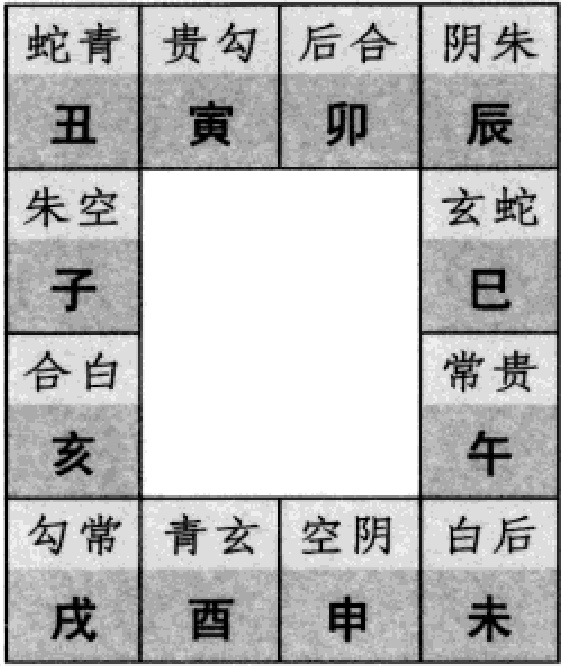 蛇青 贵勾 后合 阴朱
丑 寅 卯 辰
朱空 玄蛇
子 巳
合白 常贵
亥 午
勾常 青玄 空阴 白后
戌 酉 申 未